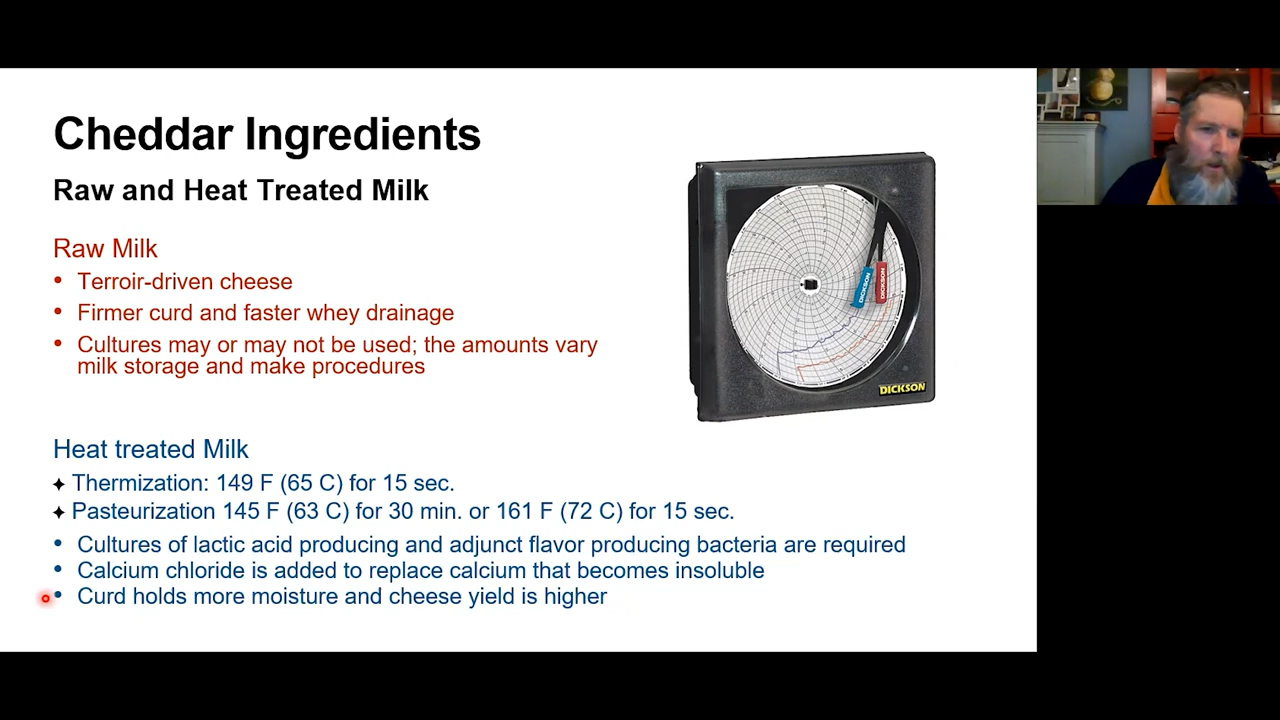 Cheddar Ingredients
Raw and Heat Treated Milk
Raw Milk
• Terroir-driven cheese
• Firmer curd and faster whey drainage
• Cultures may or may not be used; the amounts vary
milk storage and make procedures
DICKSON
DICKSON
DICKSON
Heat treated Milk
✦ Thermization: 149 F (65 C) for 15 sec.
✦ Pasteurization 145 F (63 C) for 30 min. or 161 F (72 C) for 15 sec.
• Cultures of lactic acid producing and adjunct flavor producing bacteria are required
• Calcium chloride is added to replace calcium that becomes insoluble
• Curd holds more moisture and cheese yield is higher